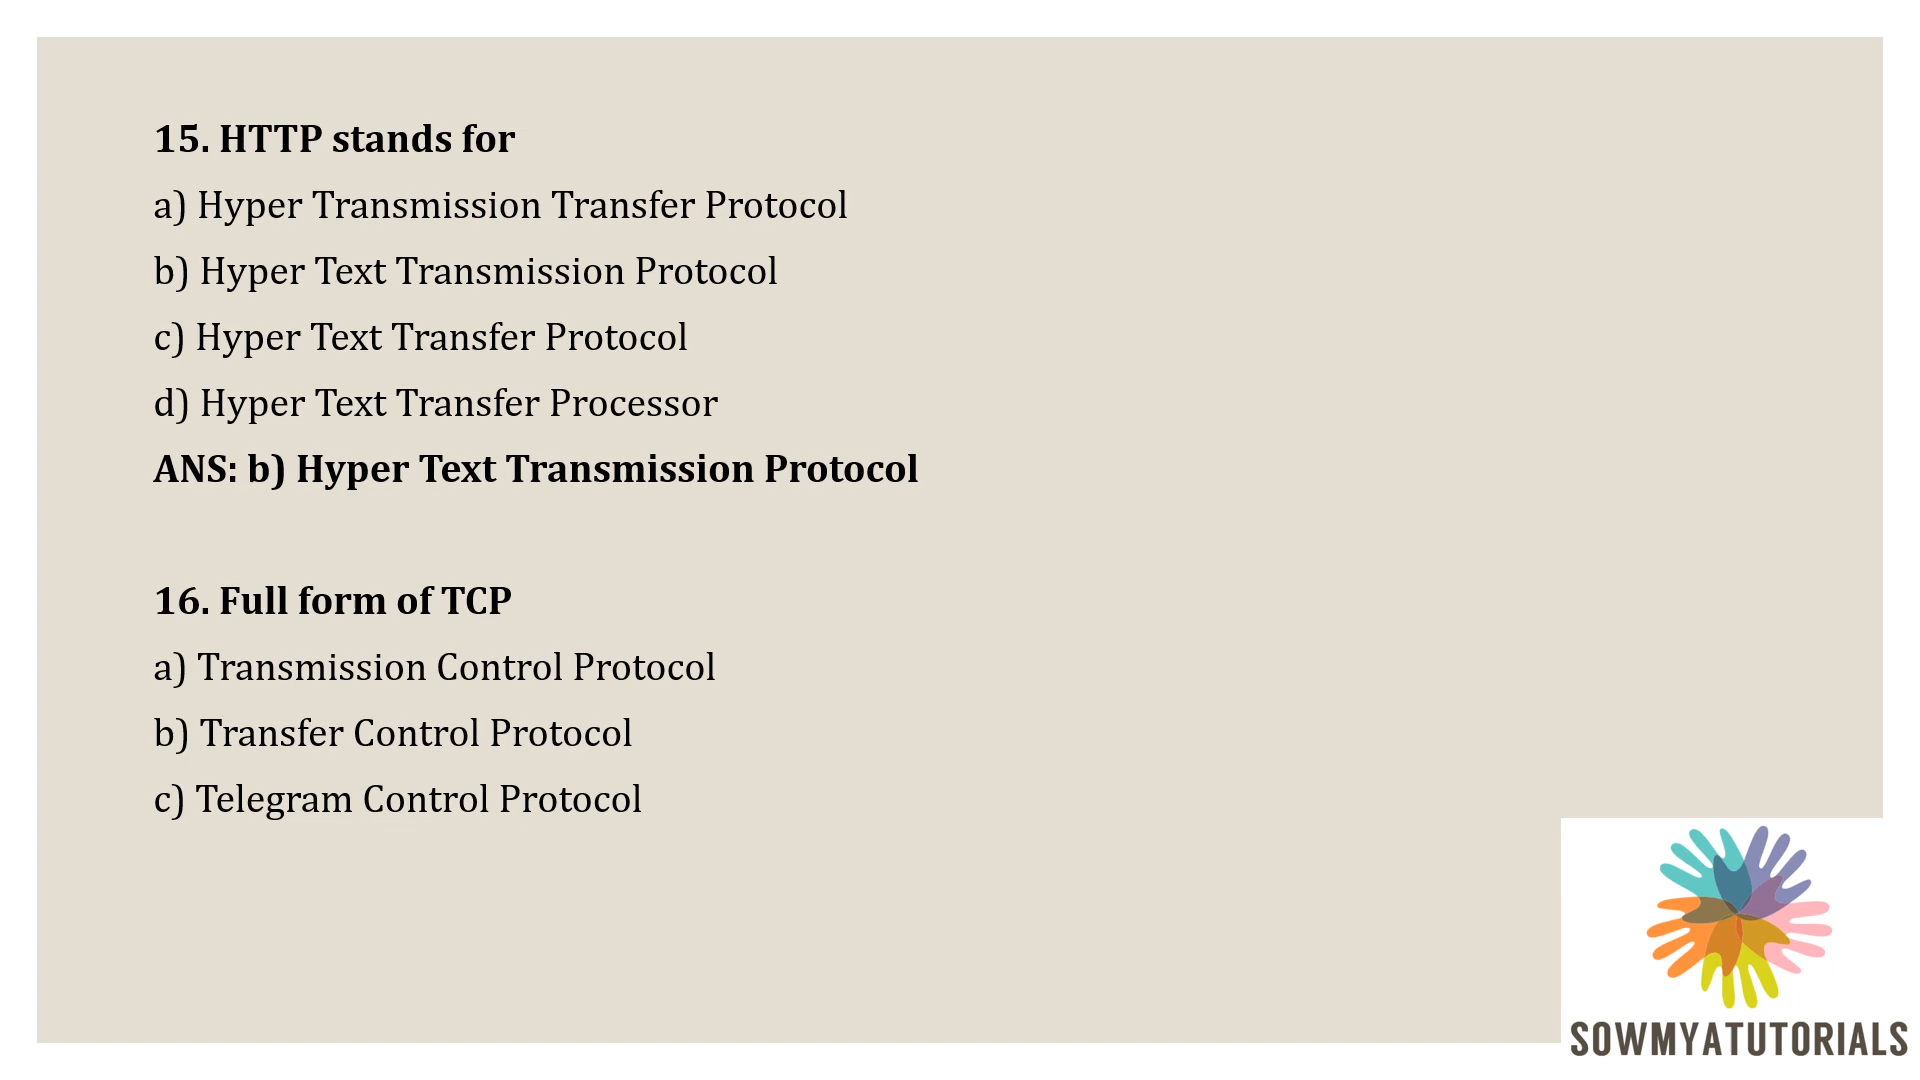 15. HTTP stands for
a) Hyper Transmission Transfer Protocol
b) Hyper Text Transmission Protocol
c) Hyper Text Transfer Protocol
d) Hyper Text Transfer Processor
ANS: b) Hyper Text Transmission Protocol
16. Full form of TCP
a) Transmission Control Protocol
b) Transfer Control Protocol
c) Telegram Control Protocol
SOWMYATUTORIALS